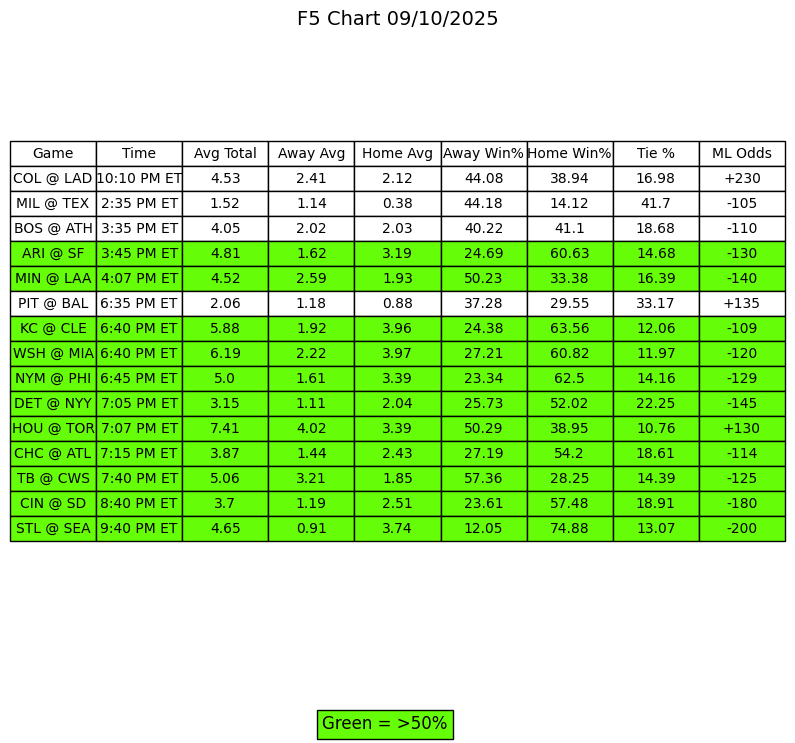 F5 Chart 09/10/2025
Game Time Avg Total Away Avg Home Avg Away Win% Home Win% Tie % ML Odds
COL @ LAD 10:10 PM ET 4.53 2.41 2.12 44.08 38.94 16.98 +230
MIL @ TEX 2:35 PM ET 1.52 1.14 0.38 44.18 14.12 41.7 -105
BOS @ ATH 3:35 PM ET 4.05 2.02 2.03 40.22 41.1 18.68 -110
ARI @ SF 3:45 PM ET 4.81 1.62 3.19 24.69 60.63 14.68 -130
MIN @ LAA 4:07 PM ET 4.52 2.59 1.93 50.23 33.38 16.39 -140
PIT @ BAL 6:35 PM ET 2.06 1.18 0.88 37.28 29.55 33.17 +135
KC @ CLE 6:40 PM ET 5.88 1.92 3.96 24.38 63.56 12.06 -109
WSH @ MIA 6:40 PM ET 6.19 2.22 3.97 27.21 60.82 11.97 -120
NYM @ PHI 6:45 PM ET 5.0 1.61 3.39 23.34 62.5 14.16 -129
DET @ NYY 7:05 PM ET 3.15 1.11 2.04 25.73 52.02 22.25 -145
HOU @ TOR 7:07 PM ET 7.41 4.02 3.39 50.29 38.95 10.76 +130
CHC @ ATL 7:15 PM ET 3.87 1.44 2.43 27.19 54.2 18.61 -114
TB @ CWS 7:40 PM ET 5.06 3.21 1.85 57.36 28.25 14.39 -125
CIN @ SD 8:40 PM ET 3.7 1.19 2.51 23.61 57.48 18.91 -180
STL @ SEA 9:40 PM ET 4.65 0.91 3.74 12.05 74.88 13.07 -200
Green = >50%